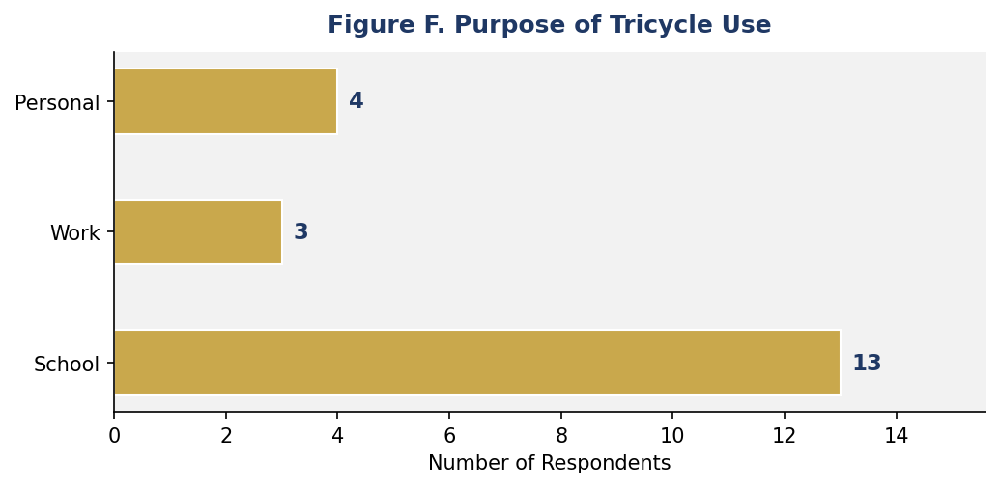 Figure F. Purpose of Tricycle Use
Personal 4
Work 3
School 13
0 2 4 6 8 10 12 14
Number of Respondents